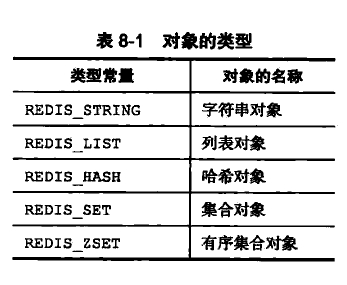 表 8-1 对象的类型
类型常量 对象的名称
REDIS_STRING 字符串对象
REDIS_LIST 列表对象
REDIS_HASH 哈希对象
REDIS_SET 集合对象
REDIS_ZSET 有序集合对象